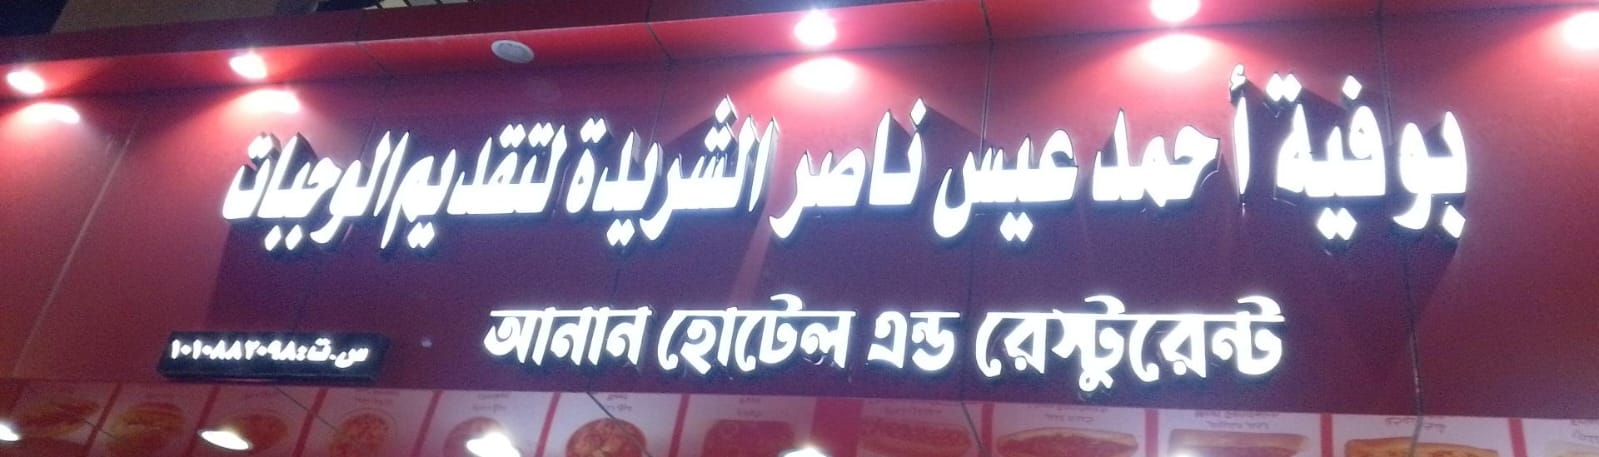 بوفية أحمد عيس ناصر الشريدة لتقديم الوجبات
আনান হোটেল এন্ড রেস্টুরেন্ট
س.ت:١٠١٠٨٨٢٠٩٨